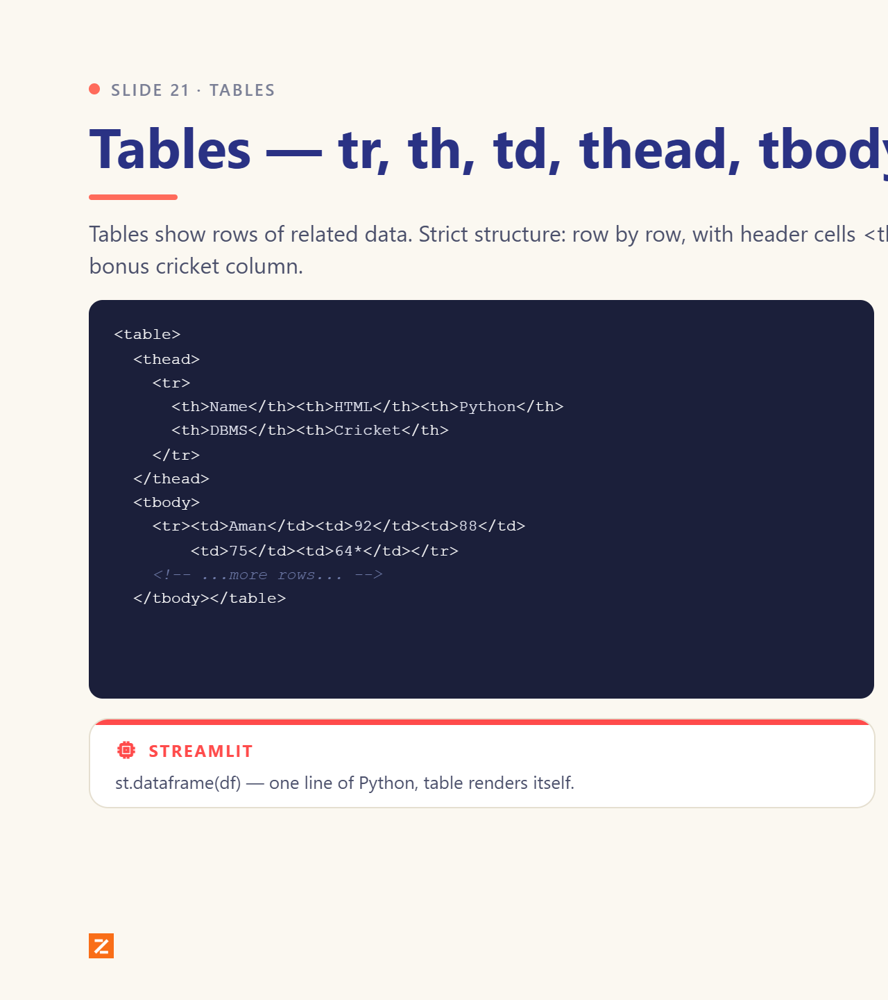 SLIDE 21 · TABLES
Tables — tr, th, td, thead, tbody
Tables show rows of related data. Strict structure: row by row, with header cells
bonus cricket column.
<table>
  <thead>
    <tr>
      <th>Name</th><th>HTML</th><th>Python</th>
      <th>DBMS</th><th>Cricket</th>
    </tr>
  </thead>
  <tbody>
    <tr><td>Aman</td><td>92</td><td>88</td>
        <td>75</td><td>64*</td></tr>
    <!-- ...more rows... -->
  </tbody></table>
STREAMLIT
st.dataframe(df) — one line of Python, table renders itself.